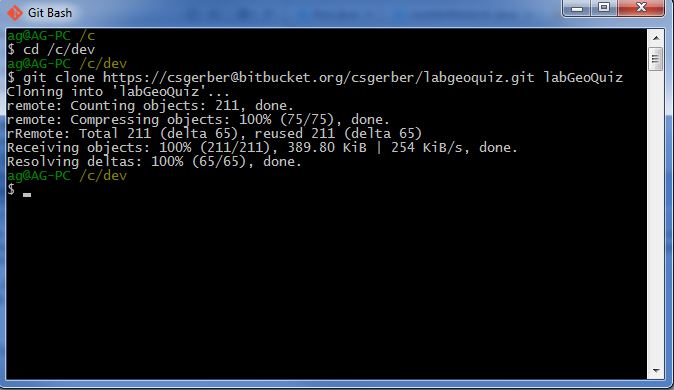 Git Bash
ag@AG-PC /c
$ cd /c/dev
ag@AG-PC /c/dev
$ git clone https://csgerber@bitbucket.org/csgerber/labgeoquiz.git labGeoQuiz
Cloning into 'labGeoQuiz'...
remote: Counting objects: 211, done.
remote: Compressing objects: 100% (75/75), done.
rRemote: Total 211 (delta 65), reused 211 (delta 65)
Receiving objects: 100% (211/211), 389.80 KiB | 254 KiB/s, done.
Resolving deltas: 100% (65/65), done.
ag@AG-PC /c/dev
$